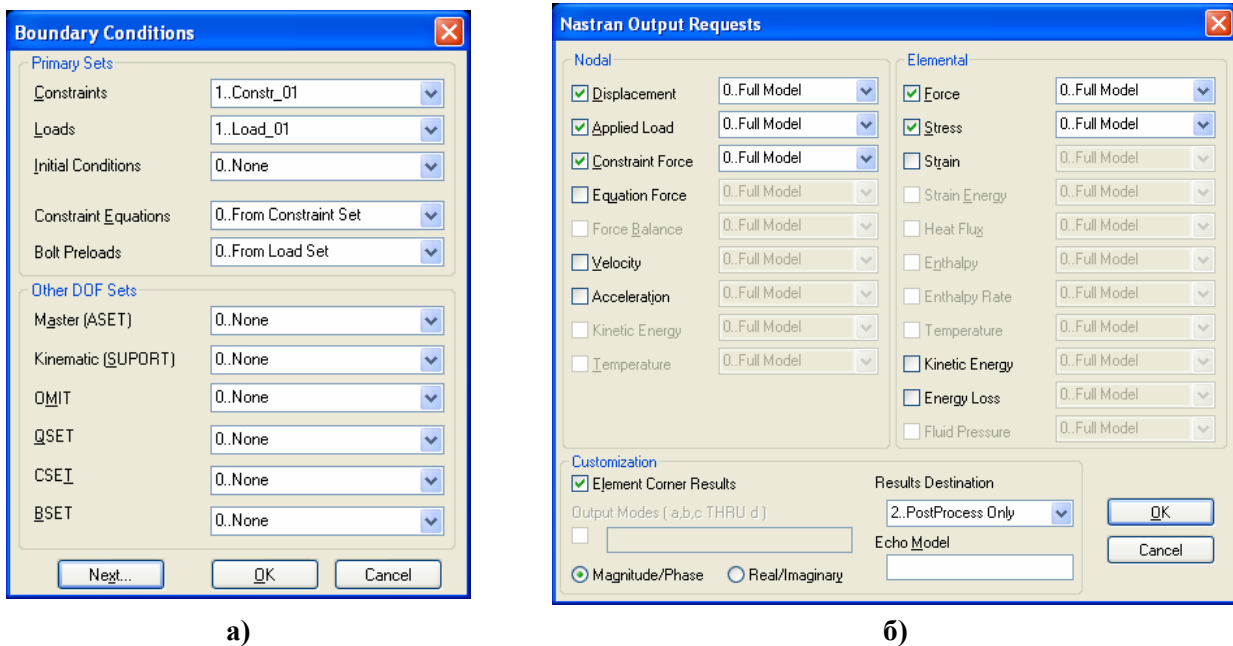 Boundary Conditions
Primary Sets
Constraints 1..Constr_01
Loads 1..Load_01
Initial Conditions 0..None
Constraint Equations 0..From Constraint Set
Bolt Preloads 0..From Load Set
Other DOF Sets
Master (ASET) 0..None
Kinematic (SUPORT) 0..None
OMIT 0..None
QSET 0..None
CSET 0..None
BSET 0..None
Next... OK Cancel
а)
Nastran Output Requests
Nodal
Displacement 0..Full Model
Applied Load 0..Full Model
Constraint Force 0..Full Model
Equation Force 0..Full Model
Force Balance 0..Full Model
Velocity 0..Full Model
Acceleration 0..Full Model
Kinetic Energy 0..Full Model
Temperature 0..Full Model
Elemental
Force 0..Full Model
Stress 0..Full Model
Strain 0..Full Model
Strain Energy 0..Full Model
Heat Flux 0..Full Model
Enthalpy 0..Full Model
Enthalpy Rate 0..Full Model
Temperature 0..Full Model
Kinetic Energy 0..Full Model
Energy Loss 0..Full Model
Fluid Pressure 0..Full Model
Customization
Element Corner Results
Output Modes ( a,b,c THRU d )
Magnitude/Phase Real/Imaginary
Results Destination
2..PostProcess Only
Echo Model
OK
Cancel
б)